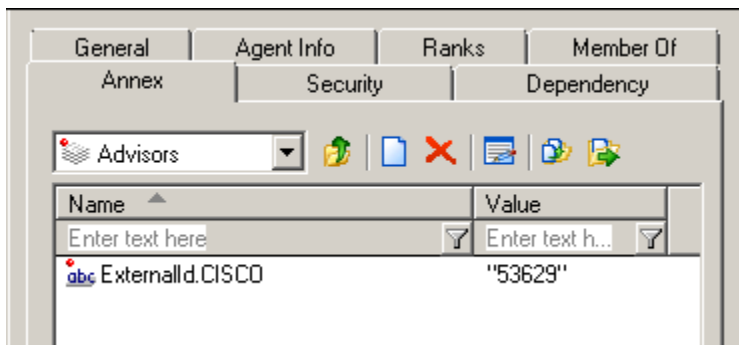 General Agent Info Ranks Member Of
Annex Security Dependency
Advisors
Name Value
Enter text here Enter text h...
abc ExternalId.CISCO "53629"